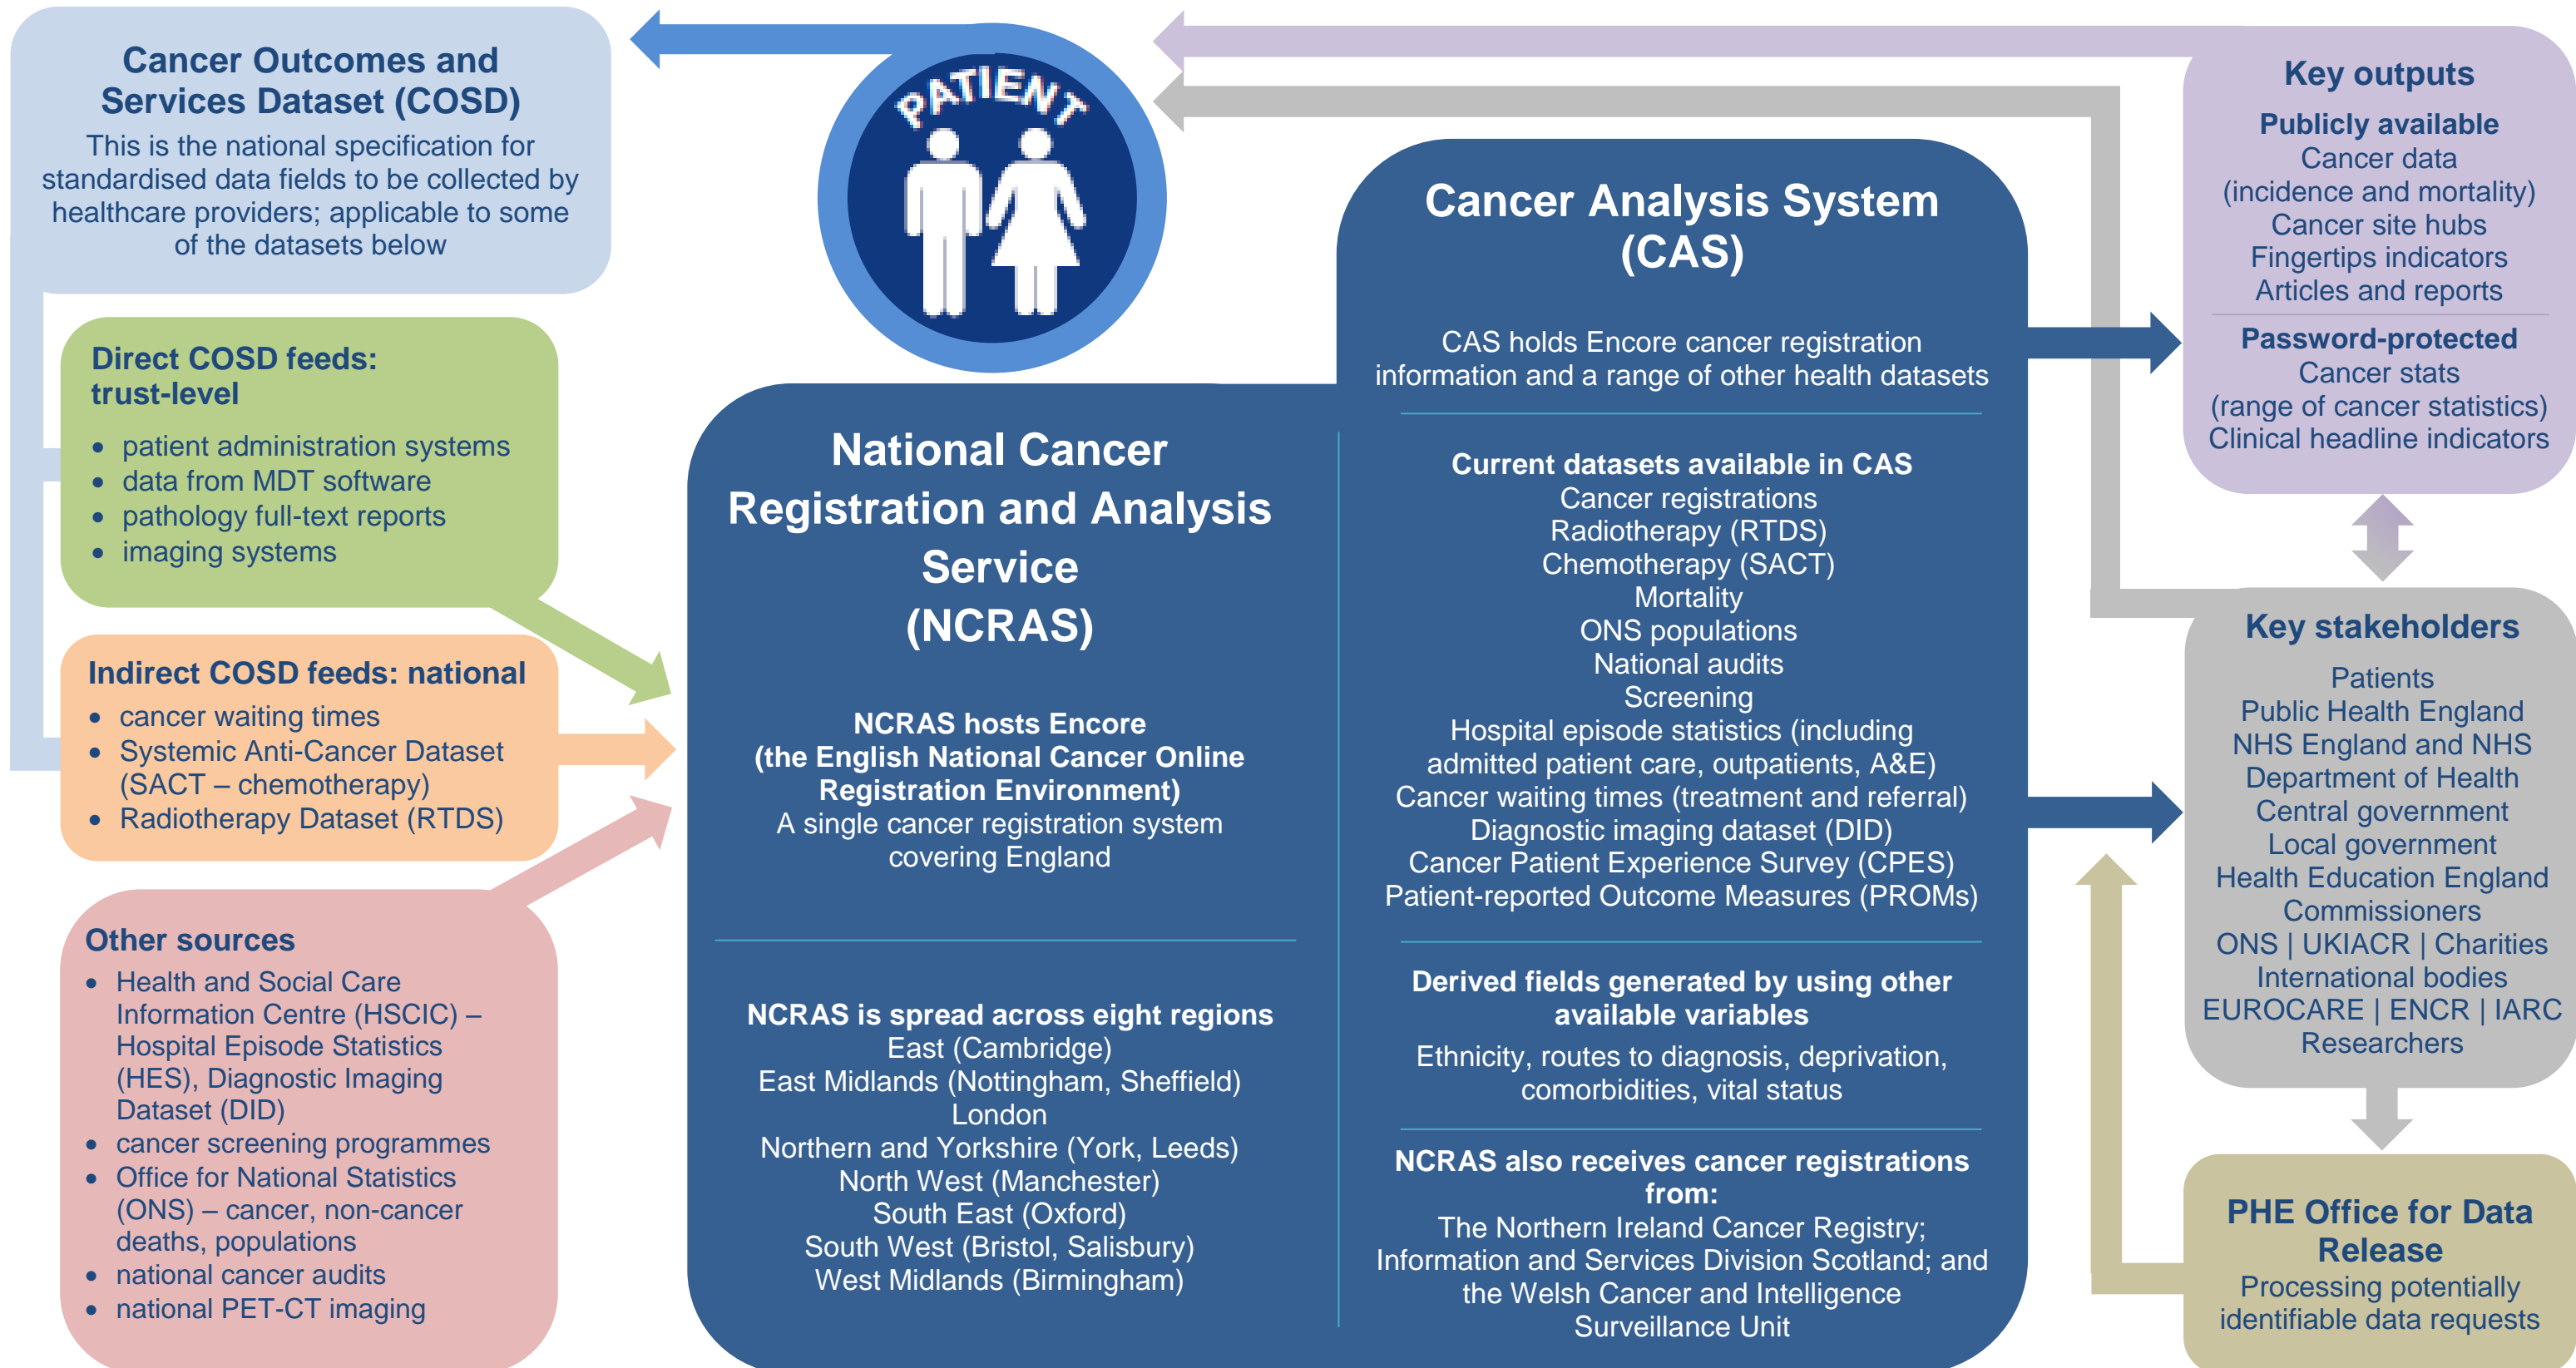 Cancer Outcomes and
Services Dataset (COSD)
This is the national specification for
standardised data fields to be collected by
healthcare providers; applicable to some
of the datasets below
Direct COSD feeds:
trust-level
• patient administration systems
• data from MDT software
• pathology full-text reports
• imaging systems
Indirect COSD feeds: national
• cancer waiting times
• Systemic Anti-Cancer Dataset
(SACT – chemotherapy)
• Radiotherapy Dataset (RTDS)
Other sources
• Health and Social Care
Information Centre (HSCIC) –
Hospital Episode Statistics
(HES), Diagnostic Imaging
Dataset (DID)
• cancer screening programmes
• Office for National Statistics
(ONS) – cancer, non-cancer
deaths, populations
• national cancer audits
• national PET-CT imaging
PATIENT
National Cancer
Registration and Analysis
Service
(NCRAS)
NCRAS hosts Encore
(the English National Cancer Online
Registration Environment)
A single cancer registration system
covering England
NCRAS is spread across eight regions
East (Cambridge)
East Midlands (Nottingham, Sheffield)
London
Northern and Yorkshire (York, Leeds)
North West (Manchester)
South East (Oxford)
South West (Bristol, Salisbury)
West Midlands (Birmingham)
Cancer Analysis System
(CAS)
CAS holds Encore cancer registration
information and a range of other health datasets
Current datasets available in CAS
Cancer registrations
Radiotherapy (RTDS)
Chemotherapy (SACT)
Mortality
ONS populations
National audits
Screening
Hospital episode statistics (including
admitted patient care, outpatients, A&E)
Cancer waiting times (treatment and referral)
Diagnostic imaging dataset (DID)
Cancer Patient Experience Survey (CPES)
Patient-reported Outcome Measures (PROMs)
Derived fields generated by using other
available variables
Ethnicity, routes to diagnosis, deprivation,
comorbidities, vital status
NCRAS also receives cancer registrations
from:
The Northern Ireland Cancer Registry;
Information and Services Division Scotland; and
the Welsh Cancer and Intelligence
Surveillance Unit
Key outputs
Publicly available
Cancer data
(incidence and mortality)
Cancer site hubs
Fingertips indicators
Articles and reports
Password-protected
Cancer stats
(range of cancer statistics)
Clinical headline indicators
Key stakeholders
Patients
Public Health England
NHS England and NHS
Department of Health
Central government
Local government
Health Education England
Commissioners
ONS | UKIACR | Charities
International bodies
EUROCARE | ENCR | IARC
Researchers
PHE Office for Data
Release
Processing potentially
identifiable data requests